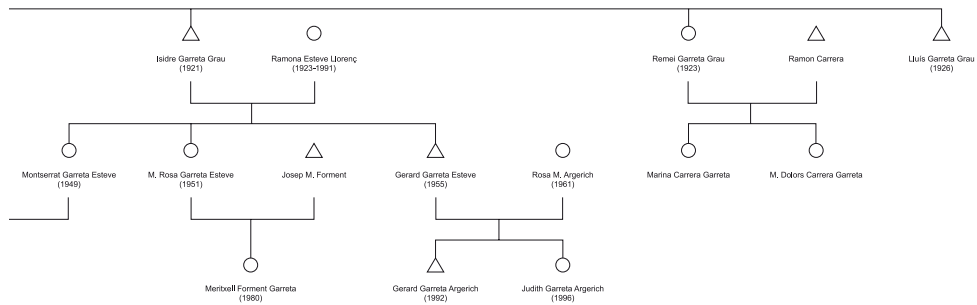 Isidre Garreta Grau
(1921)
Ramona Esteve Llorenç
(1923-1991)
Remei Garreta Grau
(1923)
Ramon Carrera
Lluís Garreta Grau
(1926)
Montserrat Garreta Esteve
(1949)
M. Rosa Garreta Esteve
(1951)
Josep M. Forment
Gerard Garreta Esteve
(1955)
Rosa M. Argerich
(1961)
Marina Carrera Garreta
M. Dolors Carrera Garreta
Meritxell Forment Garreta
(1980)
Gerard Garreta Argerich
(1992)
Judith Garreta Argerich
(1996)